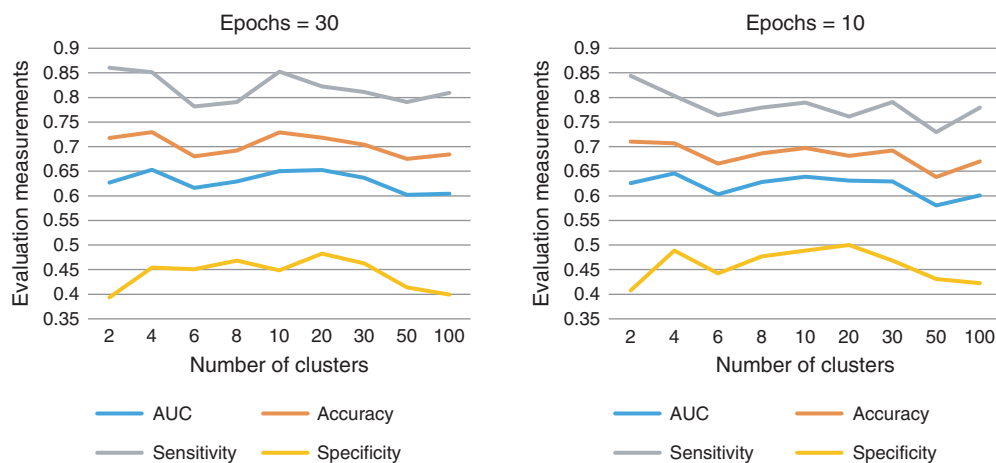 Epochs = 30
Evaluation measurements
0.9
0.85
0.8
0.75
0.7
0.65
0.6
0.55
0.5
0.45
0.4
0.35
2 4 6 8 10 20 30 50 100
Number of clusters
AUC Accuracy
Sensitivity Specificity
Epochs = 10
Evaluation measurements
0.9
0.85
0.8
0.75
0.7
0.65
0.6
0.55
0.5
0.45
0.4
0.35
2 4 6 8 10 20 30 50 100
Number of clusters
AUC Accuracy
Sensitivity Specificity